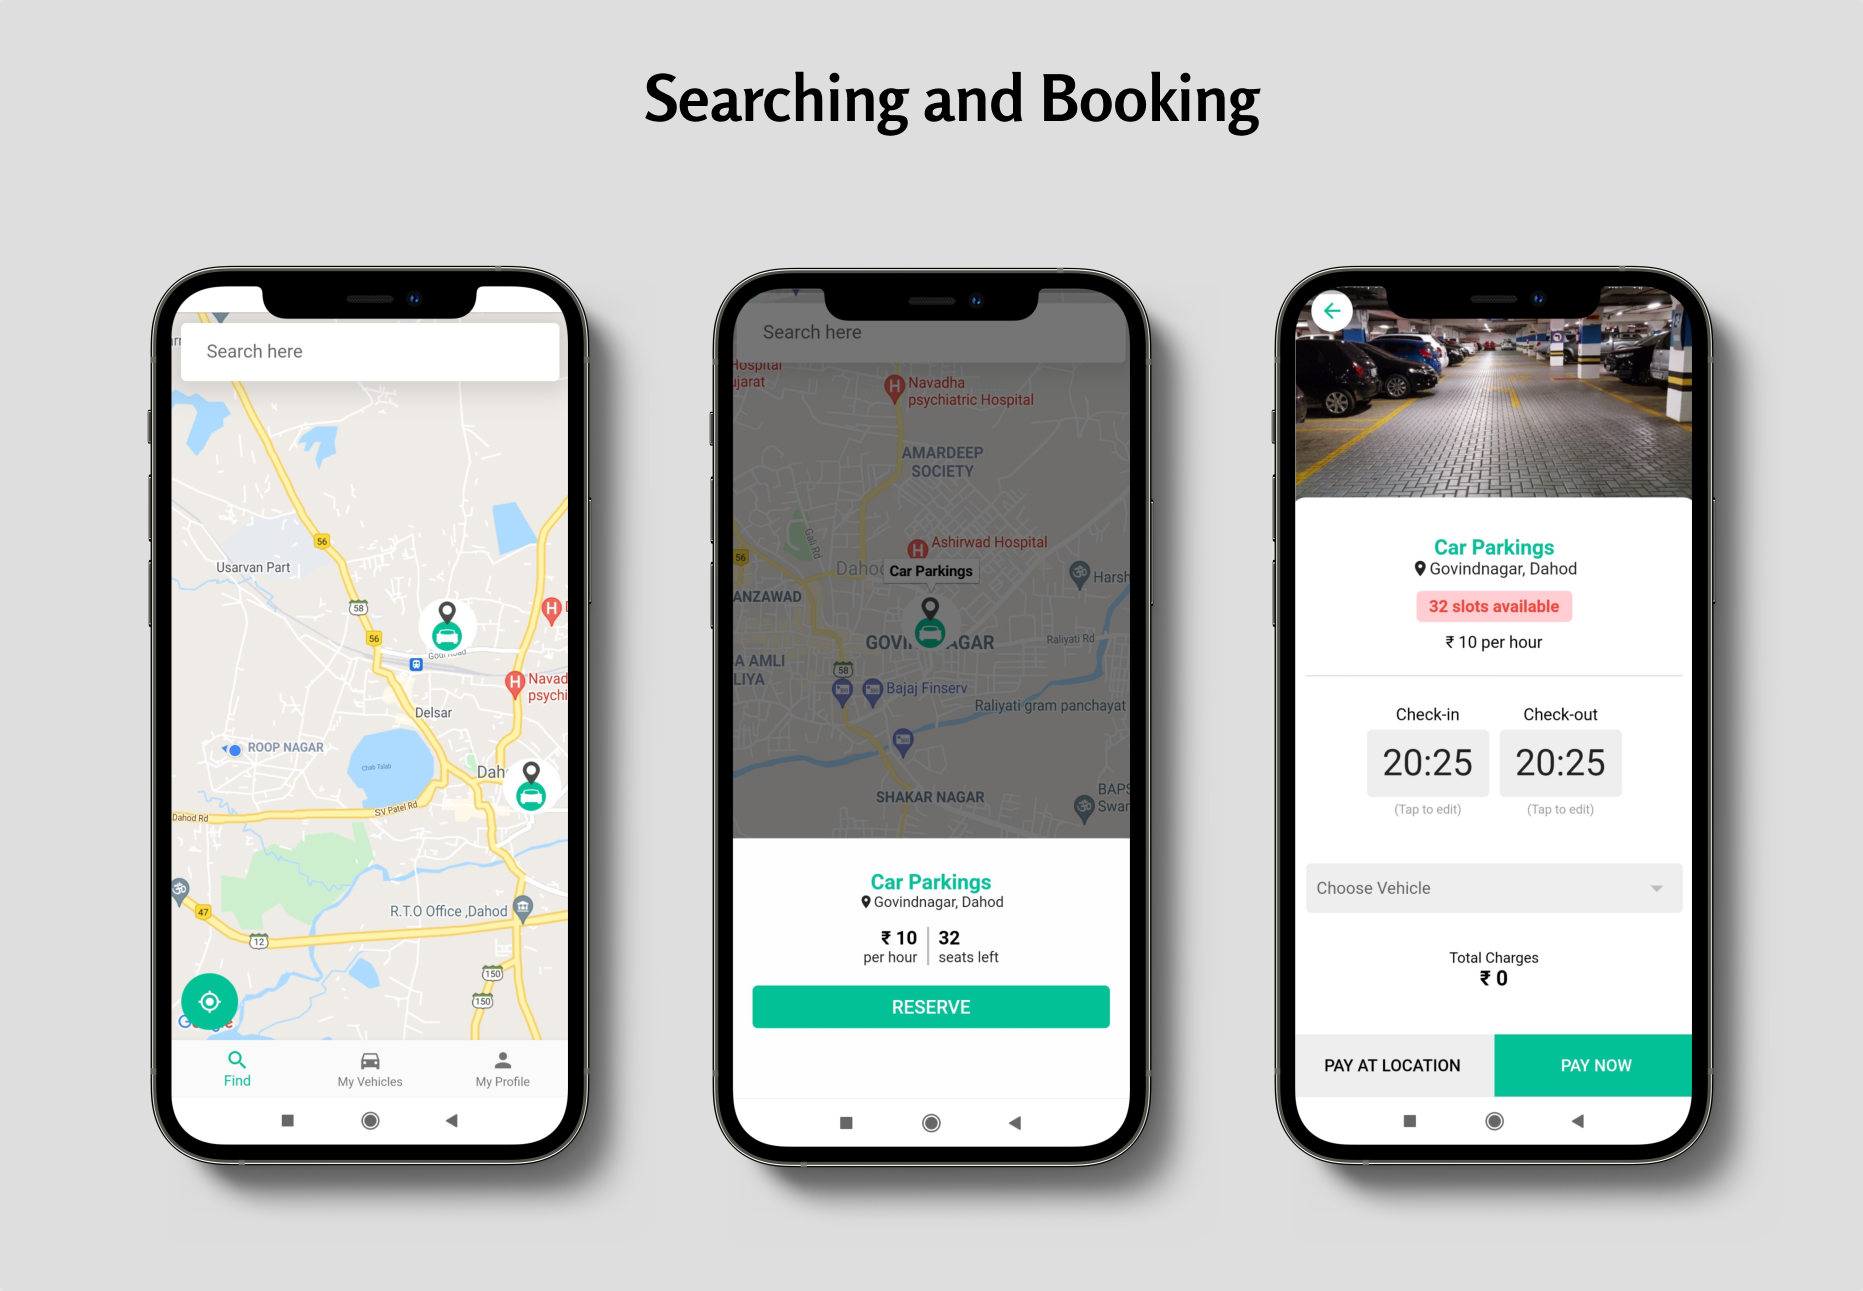 Searching and Booking
Search here
56
Usarvan Part
58
56
Godi Road
Navad
psychi
Delsar
ROOP NAGAR
Chab Talab
Dah
SV Patel Rd
Dahod Rd
47
R.T.O Office ,Dahod
12
150
150
Google
Find
My Vehicles
My Profile
Search here
Hospital
ujarat
Navadha
psychiatric Hospital
AMARDEEP
SOCIETY
Gali Rd
Ashirwad Hospital
56
Dahod
Car Parkings
Harsh
ANZAWAD
GOVI NAGAR
Raliyati Rd
A AMLI
LIYA
58
Bajaj Finserv
Raliyati gram panchayat
SHAKAR NAGAR
BAPS
Swar
Car Parkings
Govindnagar, Dahod
₹ 10
per hour
32
seats left
RESERVE
Car Parkings
Govindnagar, Dahod
32 slots available
₹ 10 per hour
Check-in
Check-out
20:25
20:25
(Tap to edit)
(Tap to edit)
Choose Vehicle
Total Charges
₹ 0
PAY AT LOCATION
PAY NOW